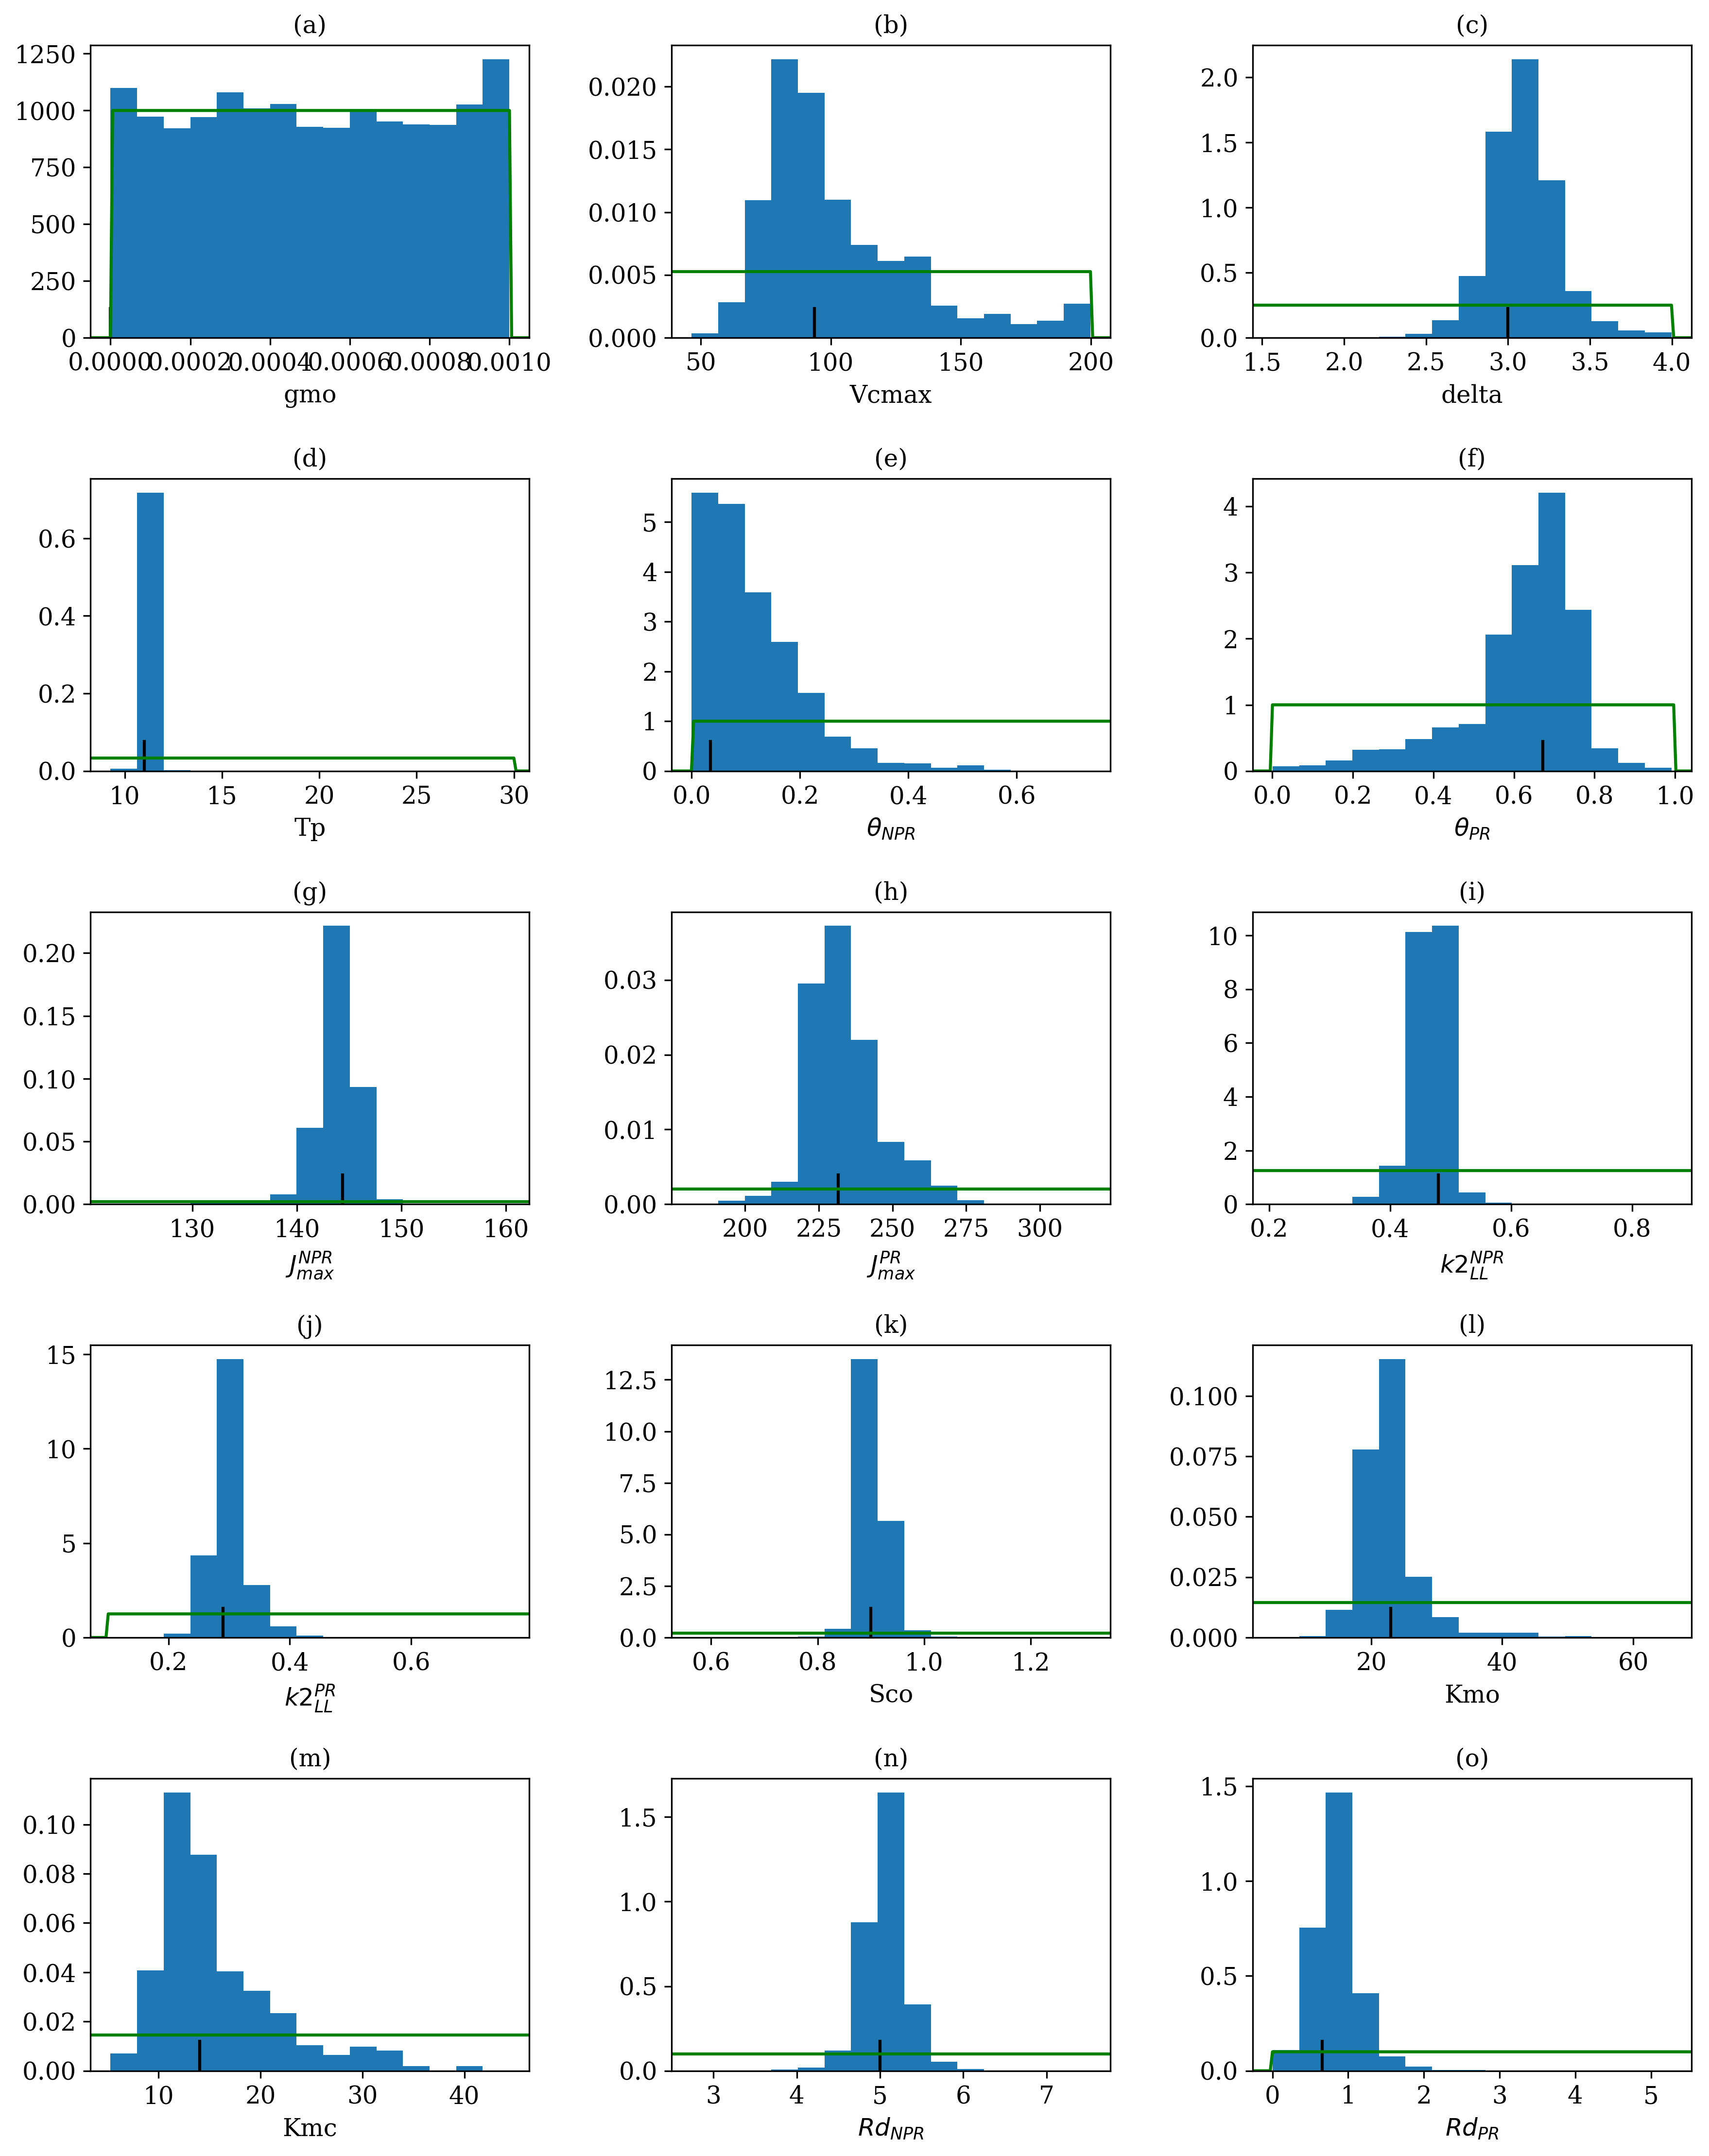 (a)
1250
1000
750
500
250
0
0.0000 0.0002 0.0004 0.0006 0.0008 0.0010
gmo
(b)
0.020
0.015
0.010
0.005
0.000
50 100 150 200
Vcmax
(c)
2.0
1.5
1.0
0.5
0.0
1.5 2.0 2.5 3.0 3.5 4.0
delta
(d)
0.6
0.4
0.2
0.0
10 15 20 25 30
Tp
(e)
5
4
3
2
1
0
0.0 0.2 0.4 0.6
θ_NPR
(f)
4
3
2
1
0
0.0 0.2 0.4 0.6 0.8 1.0
θ_PR
(g)
0.20
0.15
0.10
0.05
0.00
130 140 150 160
J_max^NPR
(h)
0.03
0.02
0.01
0.00
200 225 250 275 300
J_max^PR
(i)
10
8
6
4
2
0
0.2 0.4 0.6 0.8
k2_LL^NPR
(j)
15
10
5
0
0.2 0.4 0.6
k2_LL^PR
(k)
12.5
10.0
7.5
5.0
2.5
0.0
0.6 0.8 1.0 1.2
Sco
(l)
0.100
0.075
0.050
0.025
0.000
20 40 60
Kmo
(m)
0.10
0.08
0.06
0.04
0.02
0.00
10 20 30 40
Kmc
(n)
1.5
1.0
0.5
0.0
3 4 5 6 7
Rd_NPR
(o)
1.5
1.0
0.5
0.0
0 1 2 3 4 5
Rd_PR